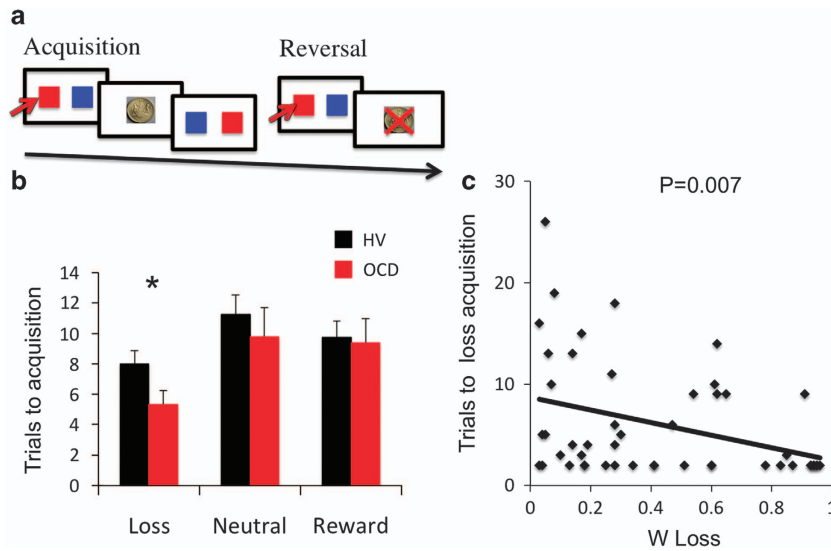 a
Acquisition
Reversal
b
HV
OCD
*
Trials to acquisition
14
12
10
8
6
4
2
0
Loss Neutral Reward
c
P=0.007
Trials to loss acquisition
30
20
10
0
0 0.2 0.4 0.6 0.8 1
W Loss